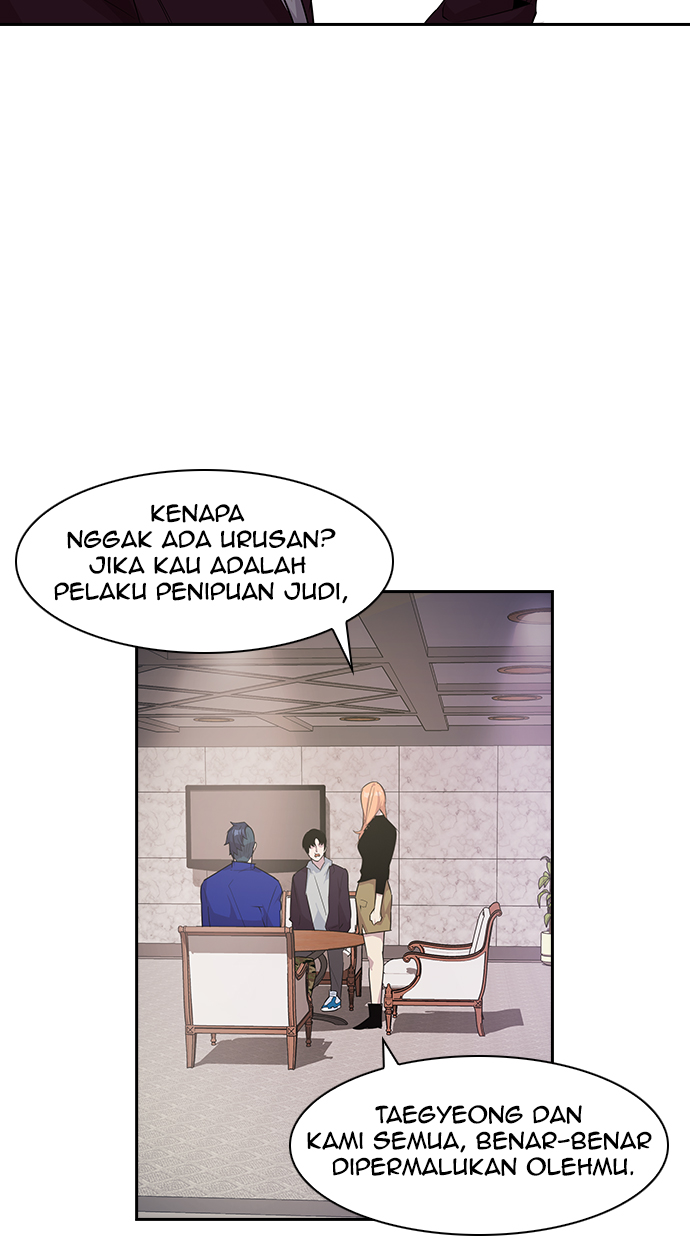 KENAPA
NGGAK ADA URUSAN?
JIKA KAU ADALAH
PELAKU PENIPUAN JUDI,
TAEGYEONG DAN
KAMI SEMUA, BENAR-BENAR
DIPERMALUKAN OLEHMU.